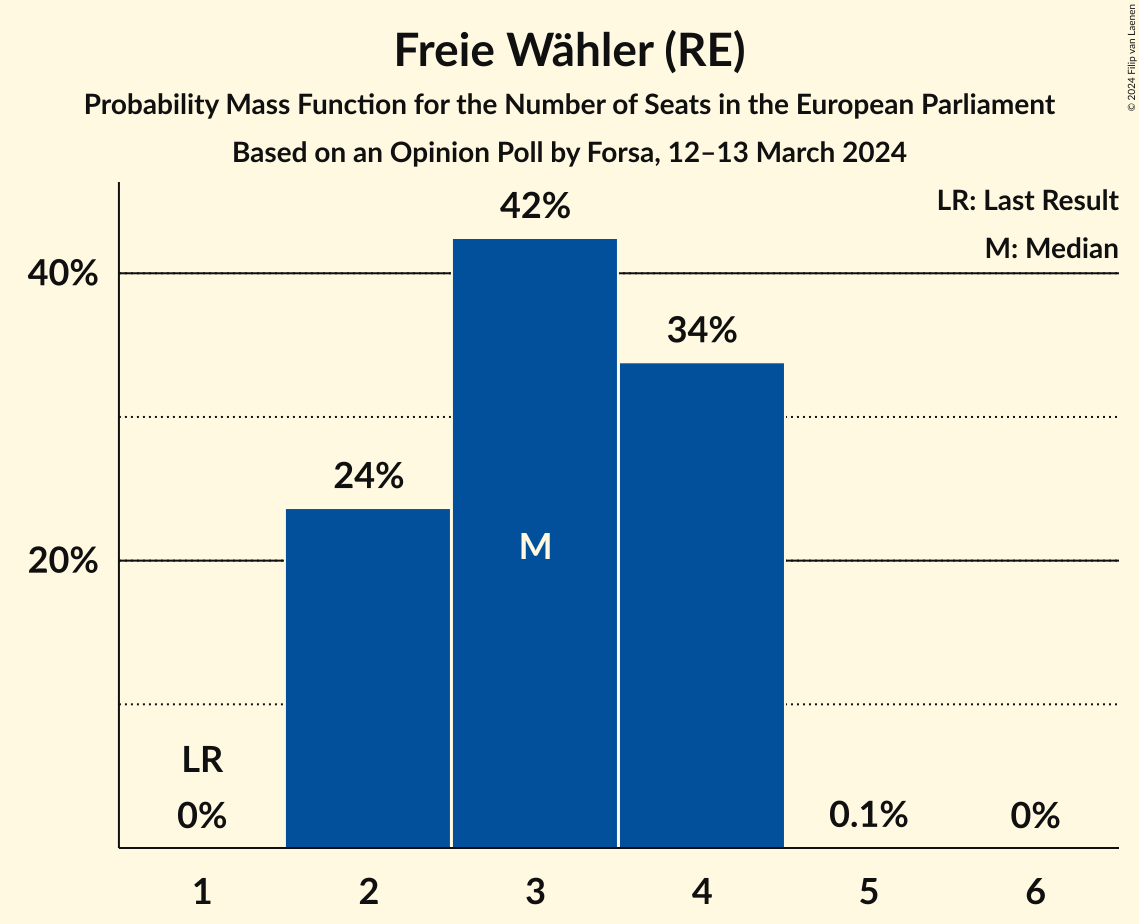 Freie Wähler (RE)
Probability Mass Function for the Number of Seats in the European Parliament
Based on an Opinion Poll by Forsa, 12–13 March 2024
© 2024 Filip van Laenen
LR: Last Result
M: Median
42%
40%
34%
24%
20%
M
LR
0%
0.1%
0%
1 2 3 4 5 6